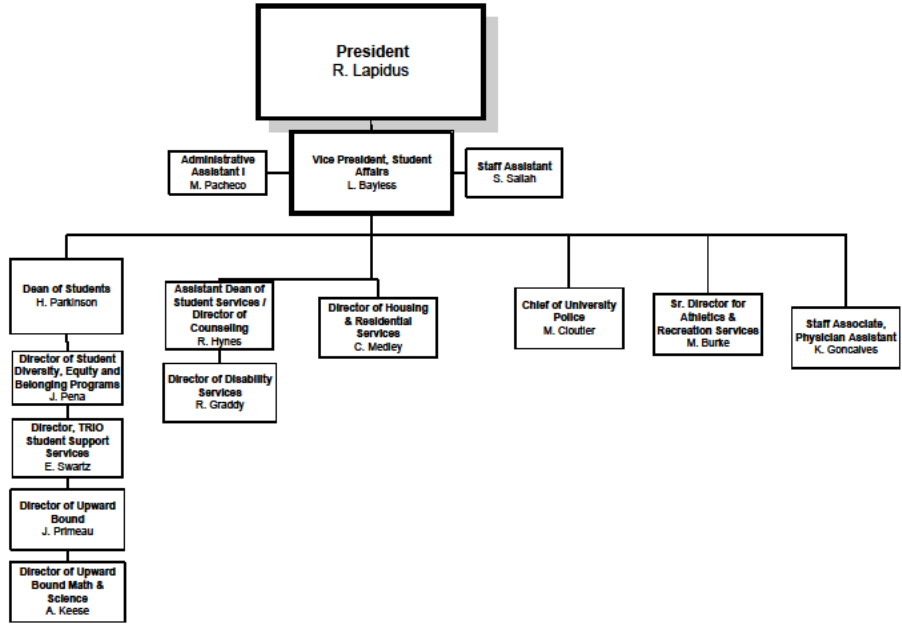 President
R. Lapidus
Administrative
Assistant I
M. Pacheco
Vice President, Student
Affairs
L. Bayless
Staff Assistant
S. Sallah
Dean of Students
H. Parkinson
Assistant Dean of
Student Services /
Director of
Counseling
R. Hynes
Director of Housing
& Residential
Services
C. Medley
Chief of University
Police
M. Cloutier
Sr. Director for
Athletics &
Recreation Services
M. Burke
Staff Associate,
Physician Assistant
K. Goncalves
Director of Student
Diversity, Equity and
Belonging Programs
J. Pena
Director of Disability
Services
R. Graddy
Director, TRIO
Student Support
Services
E. Swartz
Director of Upward
Bound
J. Primeau
Director of Upward
Bound Math &
Science
A. Keese